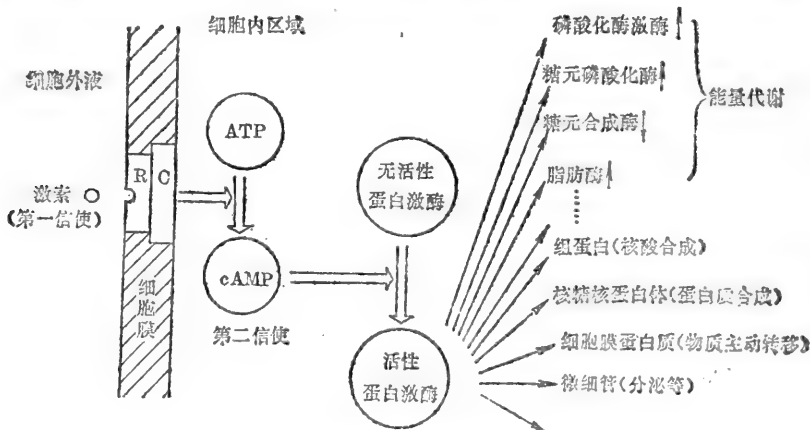 细胞内区域
细胞外液
ATP
R C
激素
(第一信使)
细胞膜
cAMP
第二信使
无活性
蛋白激酶
活性
蛋白激酶
磷酸化酶激酶↑
糖元磷酸化酶↑
糖元合成酶↓
脂肪酶↑
能量代谢
组蛋白(核酸合成)
核糖核蛋白体(蛋白质合成)
细胞膜蛋白质(物质主动转移)
微细管(分泌等)